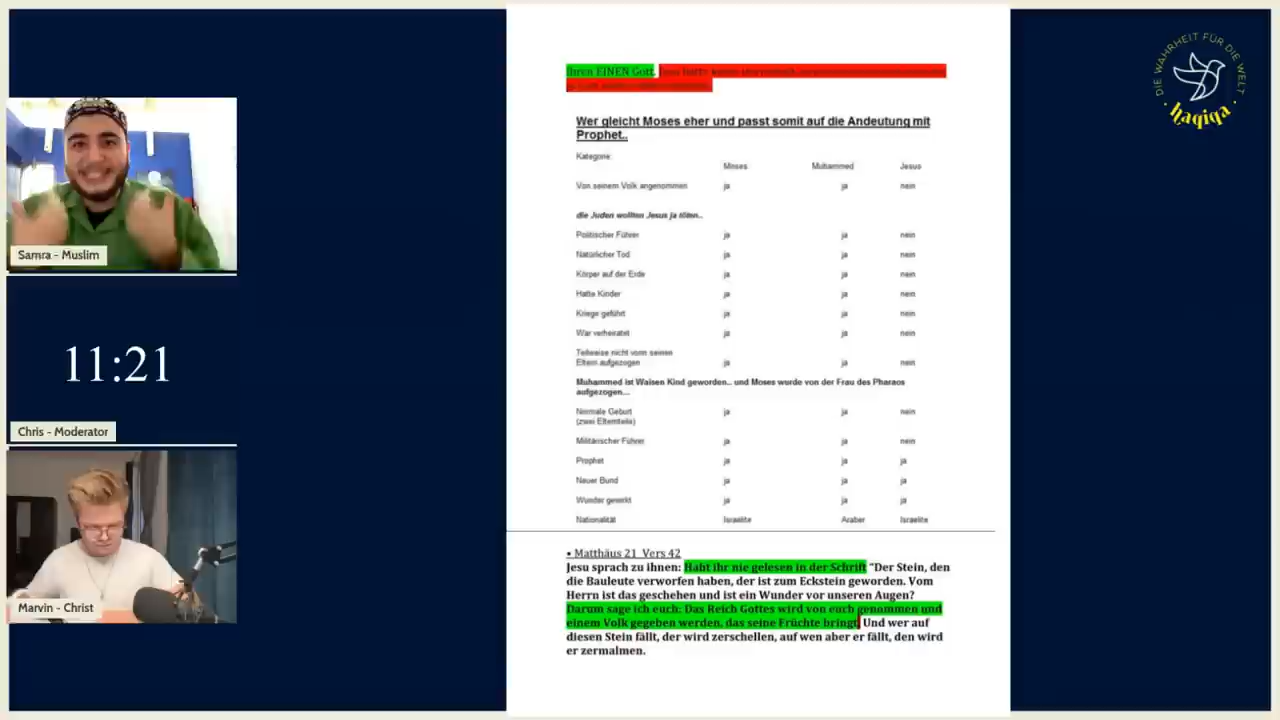 Samra - Muslim
11:21
Chris - Moderator
Marvin - Christ
Ihren EINEN Gott.
Wer gleicht Moses eher und passt somit auf die Andeutung mit
Prophet..
Kategorie:
Moses Muhammed Jesus
Von seinem Volk angenommen ja ja nein
die Juden wollten Jesus ja töten..
Politischer Führer ja ja nein
Natürlicher Tod ja ja nein
Körper auf der Erde ja ja nein
Hatte Kinder ja ja nein
Kriege geführt ja ja nein
War verheiratet ja ja nein
Teilweise nicht vom seinen
Eltern aufgezogen ja ja nein
Muhammed ist Waisen Kind geworden.. und Moses wurde von der Frau des Pharaos
aufgezogen...
Normale Geburt ja ja nein
(zwei Elternteile)
Militärischer Führer ja ja nein
Prophet ja ja ja
Neuer Bund ja ja ja
Wunder gewirkt ja ja ja
Nationalität Israelite Araber Israelite
• Matthäus 21 Vers 42
Jesu sprach zu ihnen: Habt ihr nie gelesen in der Schrift "Der Stein, den
die Bauleute verworfen haben, der ist zum Eckstein geworden. Vom
Herrn ist das geschehen und ist ein Wunder vor unseren Augen?
Darum sage ich euch: Das Reich Gottes wird von euch genommen und
einem Volk gegeben werden, das seine Früchte bringt. Und wer auf
diesen Stein fällt, der wird zerschellen, auf wen aber er fällt, den wird
er zermalmen.
DIE WAHRHEIT FÜR DIE WELT
haqiqa